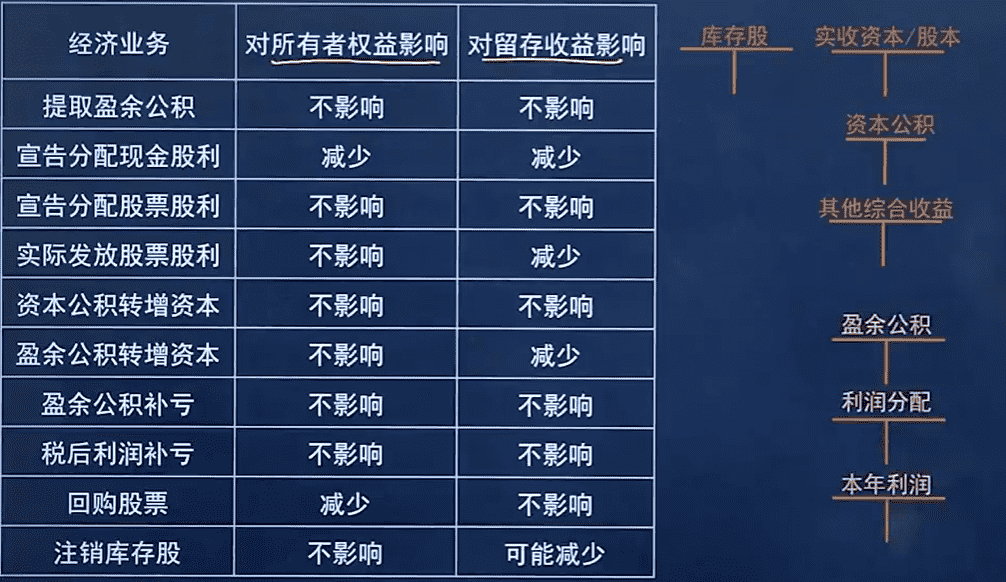 经济业务 对所有者权益影响 对留存收益影响
提取盈余公积 不影响 不影响
宣告分配现金股利 减少 减少
宣告分配股票股利 不影响 不影响
实际发放股票股利 不影响 减少
资本公积转增资本 不影响 不影响
盈余公积转增资本 不影响 减少
盈余公积补亏 不影响 不影响
税后利润补亏 不影响 不影响
回购股票 减少 不影响
注销库存股 不影响 可能减少
库存股 实收资本/股本
资本公积
其他综合收益
盈余公积
利润分配
本年利润